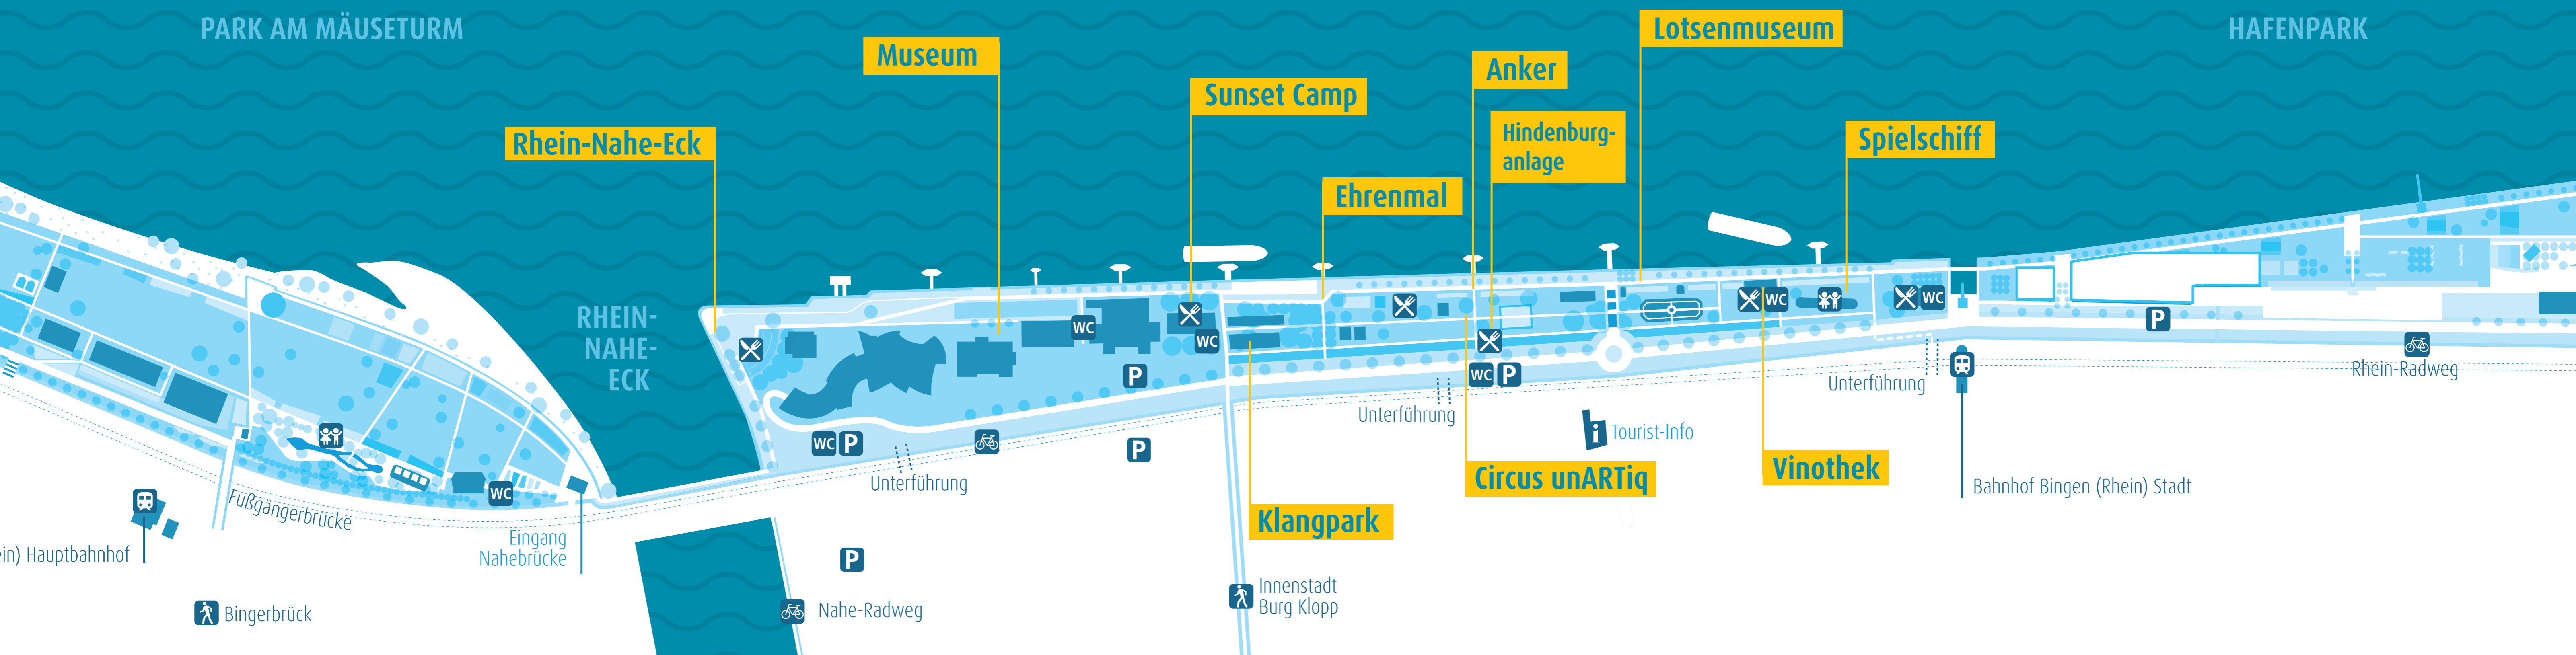 PARK AM MÄUSETURM
HAFENPARK
Lotsenmuseum
Museum
Anker
Sunset Camp
Hindenburg-
anlage
Rhein-Nahe-Eck
Spielschiff
Ehrenmal
RHEIN-
NAHE-
ECK
WC
WC
WC
WC
WC P
P
P
Rhein-Radweg
Unterführung
Unterführung
i Tourist-Info
WC P
P
Unterführung
Circus unARTiq
Vinothek
Bahnhof Bingen (Rhein) Stadt
WC
Fußgängerbrücke
Klangpark
Eingang
Nahebrücke
ein) Hauptbahnhof
P
Innenstadt
Burg Klopp
Bingerbrück
Nahe-Radweg